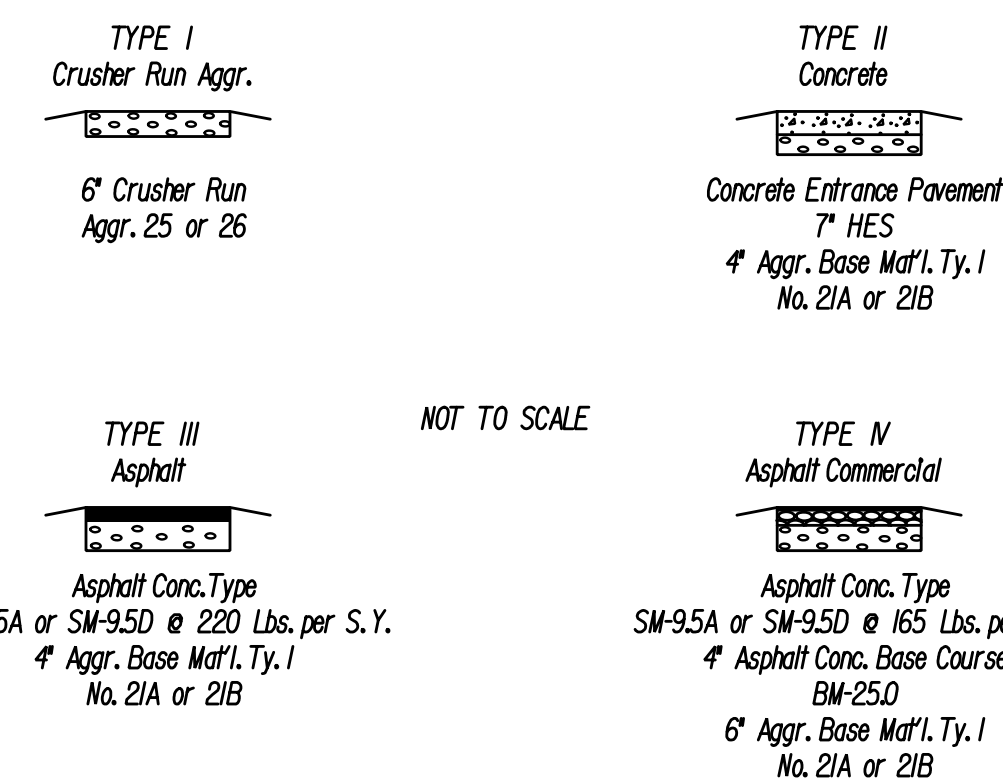 TYPE I
Crusher Run Aggr.
6" Crusher Run
Aggr. 25 or 26
TYPE II
Concrete
Concrete Entrance Pavement
7" HES
4" Aggr. Base Mat'l. Ty. I
No. 21A or 21B
NOT TO SCALE
TYPE III
Asphalt
Asphalt Conc. Type
5A or SM-9.5D @ 220 Lbs. per S.Y.
4" Aggr. Base Mat'l. Ty. I
No. 21A or 21B
TYPE IV
Asphalt Commercial
Asphalt Conc. Type
SM-9.5A or SM-9.5D @ 165 Lbs. pe
4" Asphalt Conc. Base Course
BM-25.0
6" Aggr. Base Mat'l. Ty. I
No. 21A or 21B